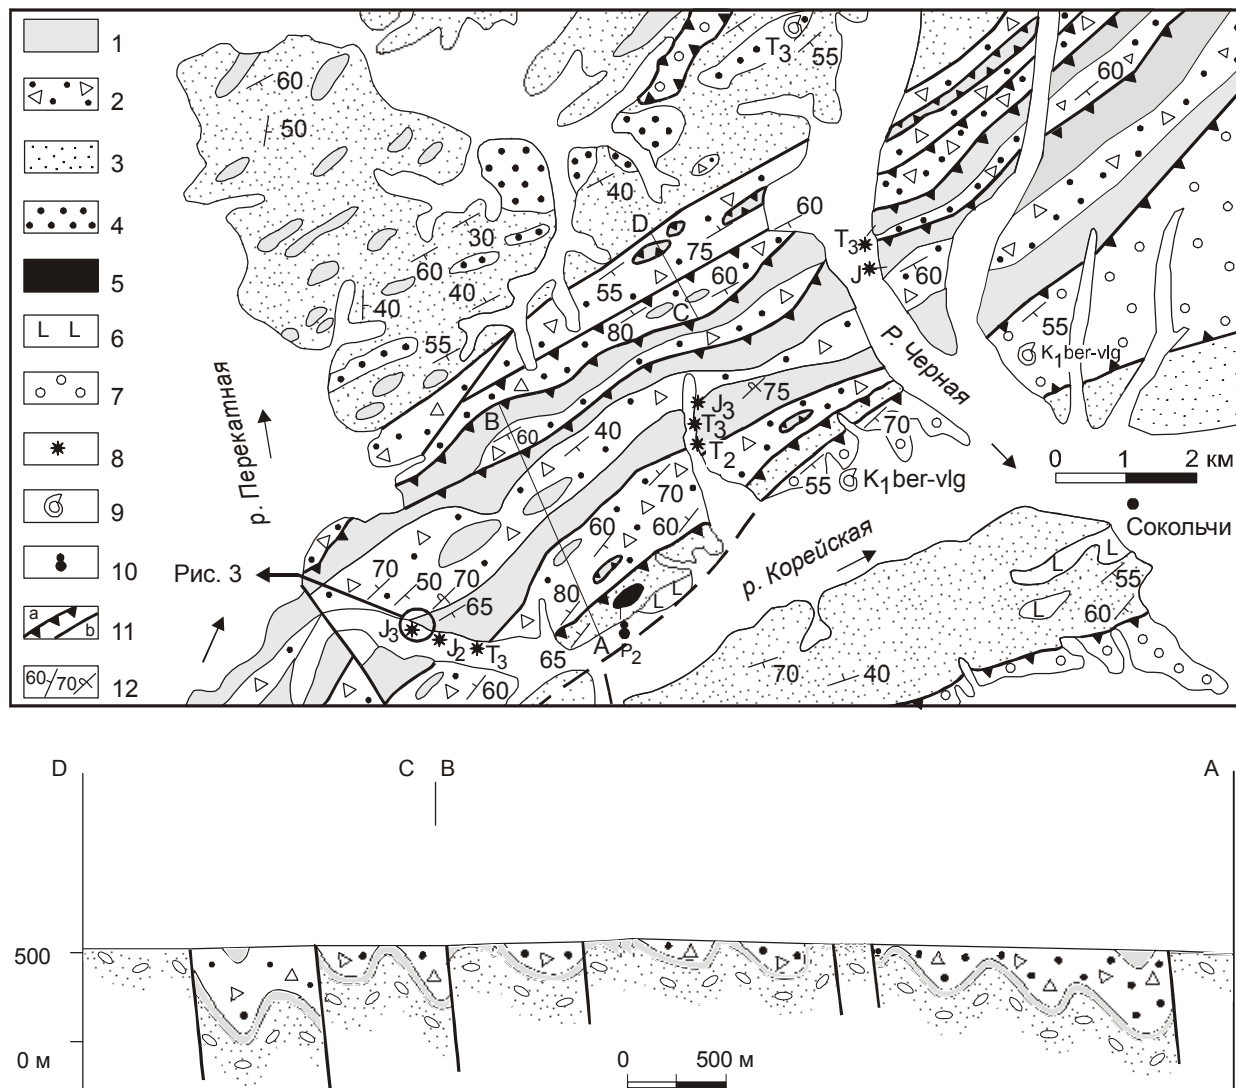 1
2
3
4
5
6
L L
7
8
9
10
11
a
b
12
60
70
60
50
T3
55
60
40
30
60
40
40
55
D
75
60
60
55
C
80
T3
J
60
55
K1ber-vlg
B
60
40
75
J3
T3
T2
Р. Черная
70
55
K1ber-vlg
0 1 2 км
Сокольчи
р. Перекатная
р. Корейская
Рис. 3
70
50
70
65
J3
J2
T3
60
70
60
80
L L
A
P2
65
60
L
L
L
55
60
70
40
D
C
B
A
500
0 м
0
500 м